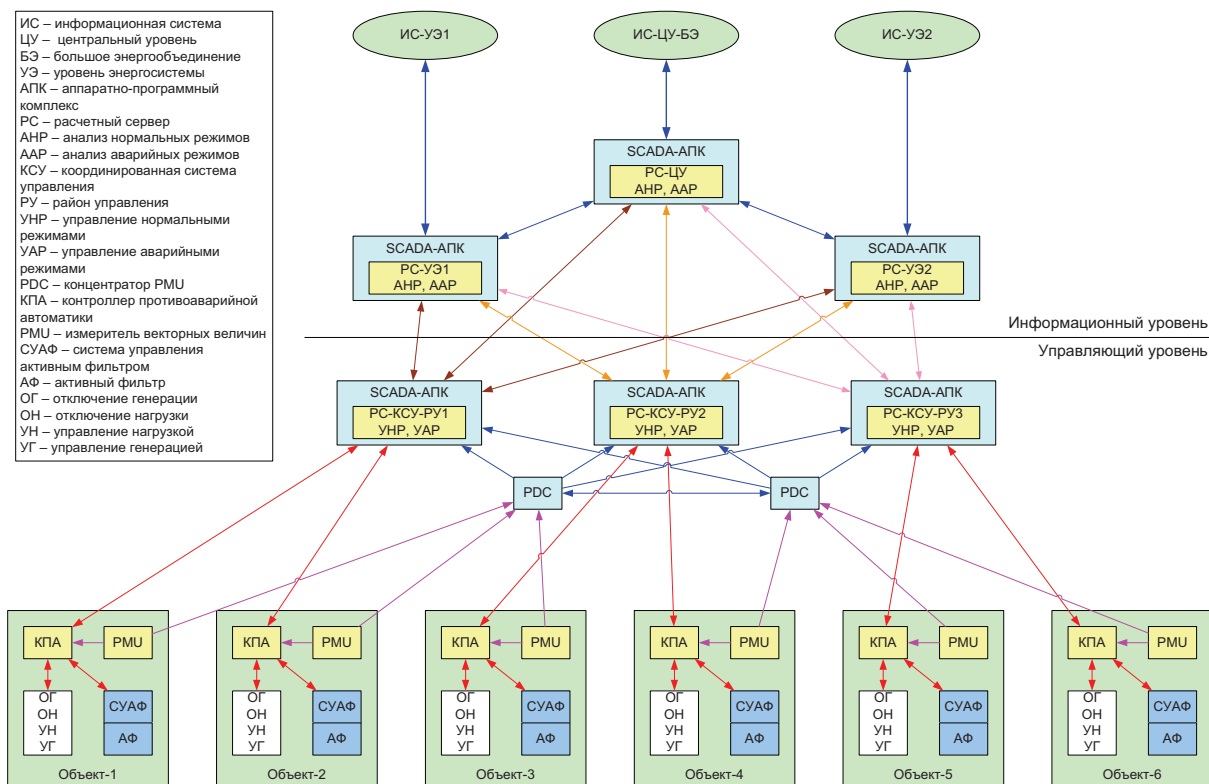 ИС – информационная система
ЦУ – центральный уровень
БЭ – большое энергообъединение
УЭ – уровень энергосистемы
АПК – аппаратно-программный
комплекс
РС – расчетный сервер
АНР – анализ нормальных режимов
ААР – анализ аварийных режимов
КСУ – координированная система
управления
РУ – район управления
УНР – управление нормальными
режимами
УАР – управление аварийными
режимами
PDC – концентратор PMU
КПА – контроллер противоаварийной
автоматики
PMU – измеритель векторных величин
СУАФ – система управления
активным фильтром
АФ – активный фильтр
ОГ – отключение генерации
ОН – отключение нагрузки
УН – управление нагрузкой
УГ – управление генерацией
ИС-УЭ1
ИС-ЦУ-БЭ
ИС-УЭ2
SCADA-АПК
РС-ЦУ
АНР, ААР
SCADA-АПК
РС-УЭ1
АНР, ААР
SCADA-АПК
РС-УЭ2
АНР, ААР
Информационный уровень
Управляющий уровень
SCADA-АПК
РС-КСУ-РУ1
УНР, УАР
SCADA-АПК
РС-КСУ-РУ2
УНР, УАР
SCADA-АПК
РС-КСУ-РУ3
УНР, УАР
PDC
PDC
КПА
PMU
ОГ
ОН
УН
УГ
СУАФ
АФ
Объект-1
КПА
PMU
ОГ
ОН
УН
УГ
СУАФ
АФ
Объект-2
КПА
PMU
ОГ
ОН
УН
УГ
СУАФ
АФ
Объект-3
КПА
PMU
ОГ
ОН
УН
УГ
СУАФ
АФ
Объект-4
КПА
PMU
ОГ
ОН
УН
УГ
СУАФ
АФ
Объект-5
КПА
PMU
ОГ
ОН
УН
УГ
СУАФ
АФ
Объект-6